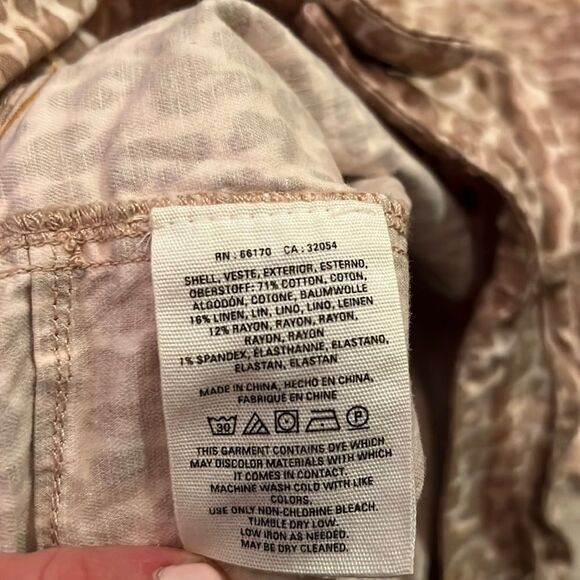 RN : 66170 CA : 32054
SHELL, VESTE, EXTERIOR, ESTERNO,
OBERSTOFF: 71% COTTON, COTON,
ALGODÓN, COTONE, BAUMWOLLE
16% LINEN, LIN, LINO, LINO, LEINEN
12% RAYON, RAYON, RAYON,
RAYON, RAYON
1% SPANDEX, ELASTHANNE, ELASTANO,
ELASTAN, ELASTAN
MADE IN CHINA, HECHO EN CHINA,
FABRIQUÉ EN CHINE
30 P
THIS GARMENT CONTAINS DYE WHICH
MAY DISCOLOR MATERIALS WITH WHICH
IT COMES IN CONTACT.
MACHINE WASH COLD WITH LIKE
COLORS.
USE ONLY NON-CHLORINE BLEACH.
TUMBLE DRY LOW.
LOW IRON AS NEEDED.
MAY BE DRY CLEANED.